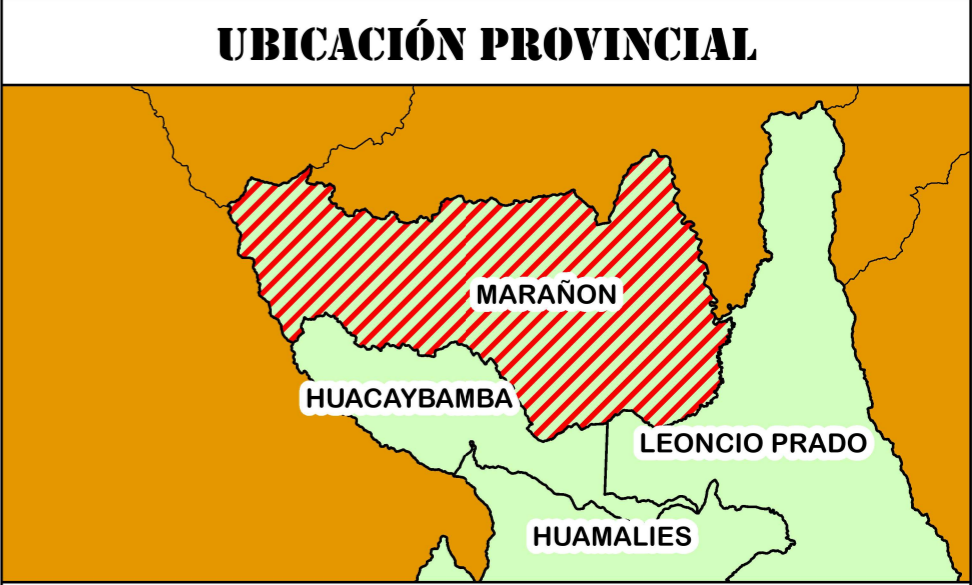 UBICACIÓN PROVINCIAL
MARAÑON
HUACAYBAMBA
LEONCIO PRADO
HUAMALIES